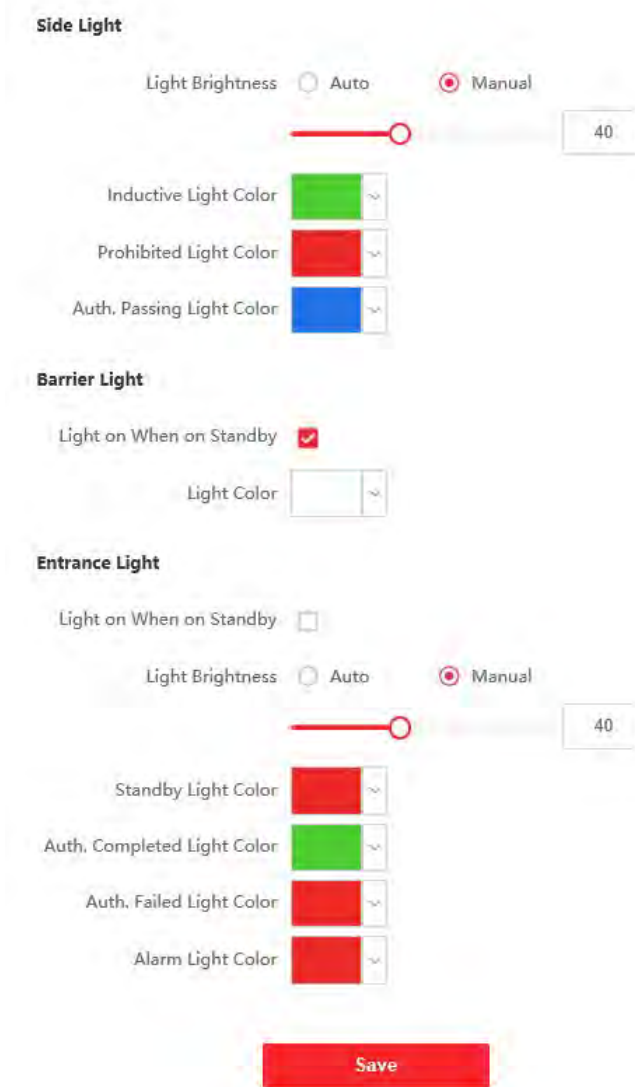 Side Light
Light Brightness Auto Manual
40
Inductive Light Color
Prohibited Light Color
Auth. Passing Light Color
Barrier Light
Light on When on Standby
Light Color
Entrance Light
Light on When on Standby
Light Brightness Auto Manual
40
Standby Light Color
Auth. Completed Light Color
Auth. Failed Light Color
Alarm Light Color
Save